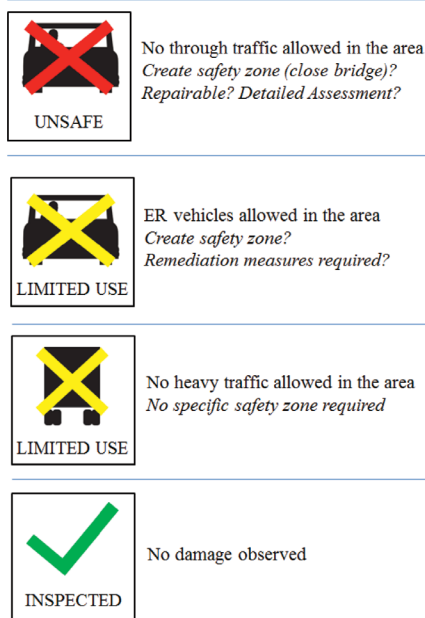 No through traffic allowed in the area
Create safety zone (close bridge)?
Repairable? Detailed Assessment?
UNSAFE
ER vehicles allowed in the area
Create safety zone?
Remediation measures required?
LIMITED USE
No heavy traffic allowed in the area
No specific safety zone required
LIMITED USE
No damage observed
INSPECTED